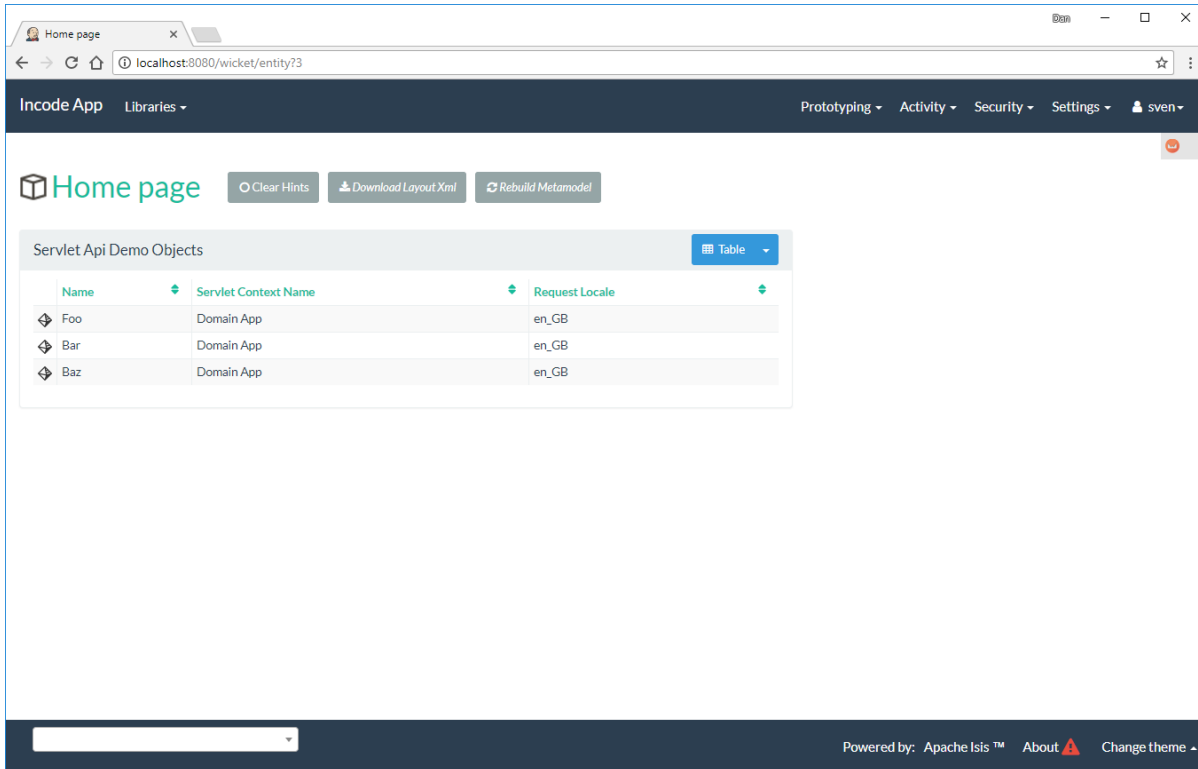 Home page
Dan
localhost:8080/wicket/entity?3
Incode App Libraries Prototyping Activity Security Settings sven
Home page Clear Hints Download Layout Xml Rebuild Metamodel
Servlet Api Demo Objects Table
Name Servlet Context Name Request Locale
Foo Domain App en_GB
Bar Domain App en_GB
Baz Domain App en_GB
Powered by: Apache Isis ™ About Change theme